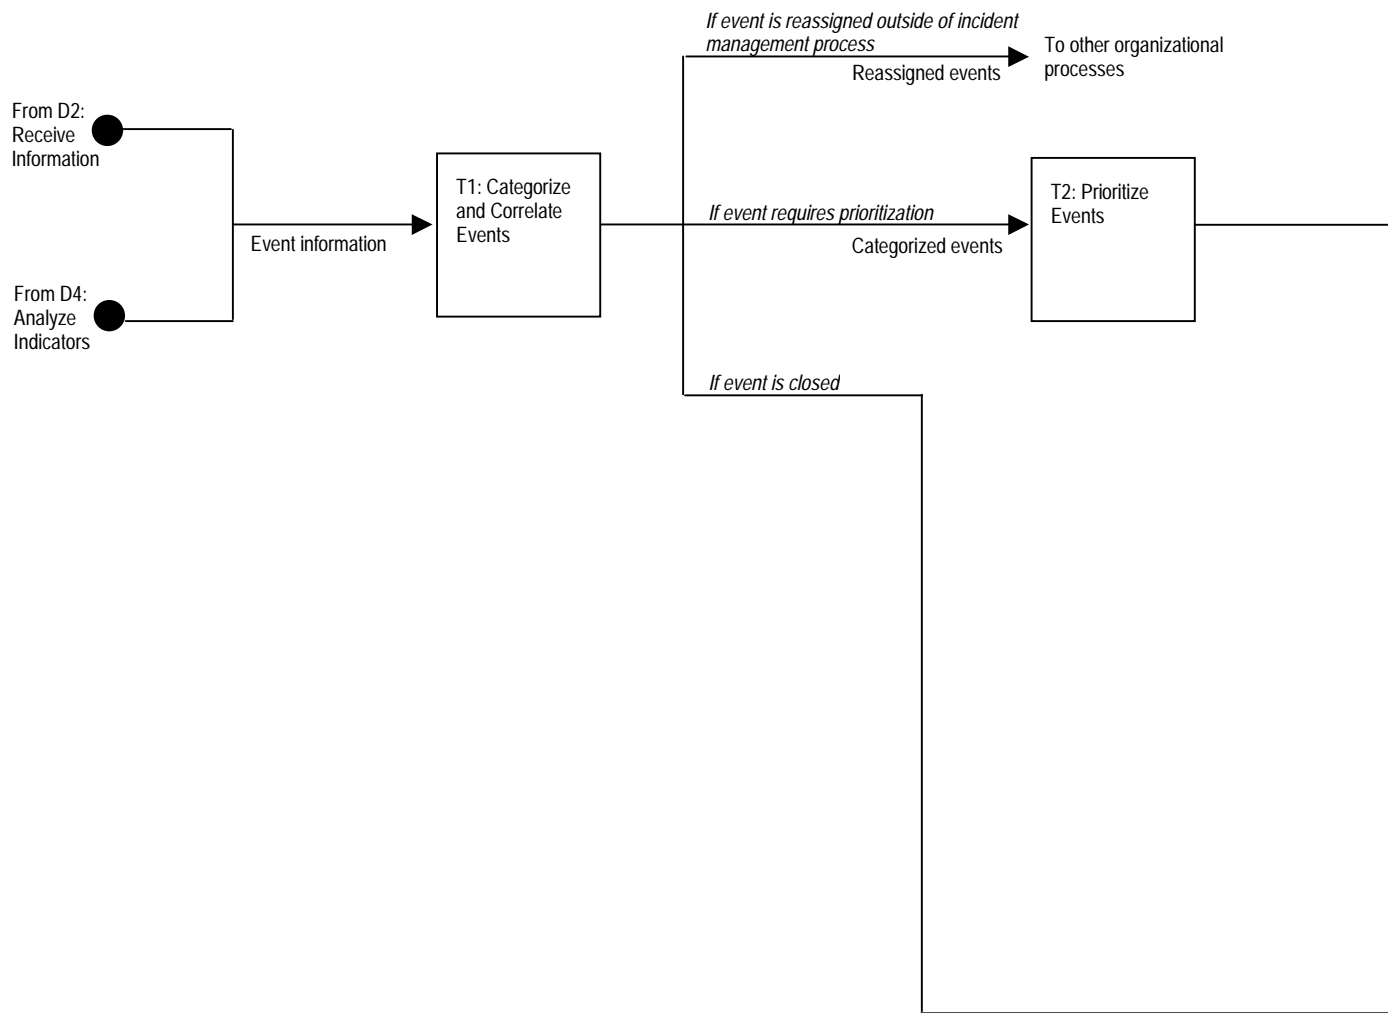 If event is reassigned outside of incident
management process
Reassigned events
To other organizational
processes
From D2:
Receive
Information
Event information
From D4:
Analyze
Indicators
T1: Categorize
and Correlate
Events
If event requires prioritization
Categorized events
T2: Prioritize
Events
If event is closed